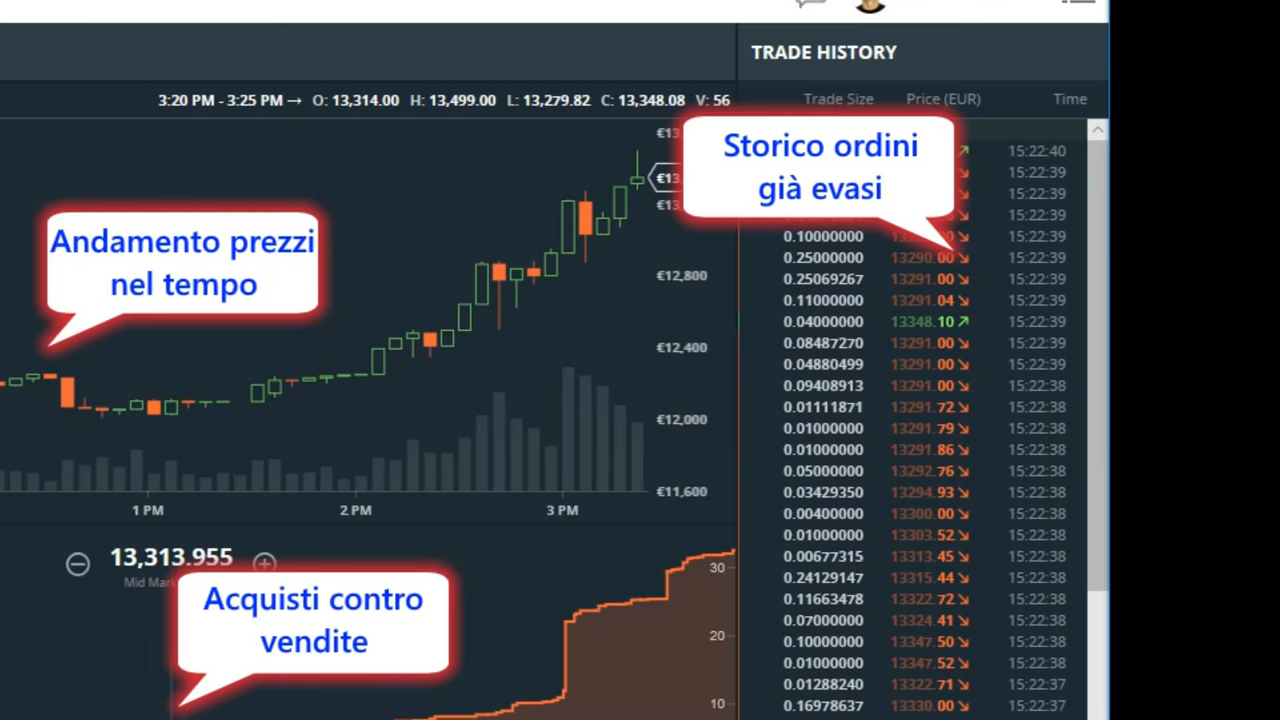 TRADE HISTORY
3:20 PM - 3:25 PM → O: 13,314.00 H: 13,499.00 L: 13,279.82 C: 13,348.08 V: 56
Trade Size Price (EUR) Time
Storico ordini
già evasi
Andamento prezzi
nel tempo
€12,800
€12,400
€12,000
€11,600
1 PM 2 PM 3 PM
15:22:40
15:22:39
15:22:39
15:22:39
0.10000000 15:22:39
0.25000000 13290.00 ↘ 15:22:39
0.25069267 13291.00 ↘ 15:22:39
0.11000000 13291.04 ↘ 15:22:39
0.04000000 13348.10 ↗ 15:22:39
0.08487270 13291.00 ↘ 15:22:39
0.04880499 13291.00 ↘ 15:22:39
0.09408913 13291.00 ↘ 15:22:38
0.01111871 13291.72 ↘ 15:22:38
0.01000000 13291.79 ↘ 15:22:38
0.01000000 13291.86 ↘ 15:22:38
0.05000000 13292.76 ↘ 15:22:38
0.03429350 13294.93 ↘ 15:22:38
0.00400000 13300.00 ↘ 15:22:38
0.01000000 13303.52 ↘ 15:22:38
0.00677315 13313.45 ↘ 15:22:38
0.24129147 13315.44 ↘ 15:22:38
0.11663478 13322.72 ↘ 15:22:38
0.07000000 13324.41 ↘ 15:22:38
0.10000000 13347.50 ↘ 15:22:38
0.01000000 13347.52 ↘ 15:22:38
0.01288240 13322.71 ↘ 15:22:37
0.16978637 13330.00 ↘ 15:22:37
13,313.955
Mid
Acquisti contro
vendite
30
20
10